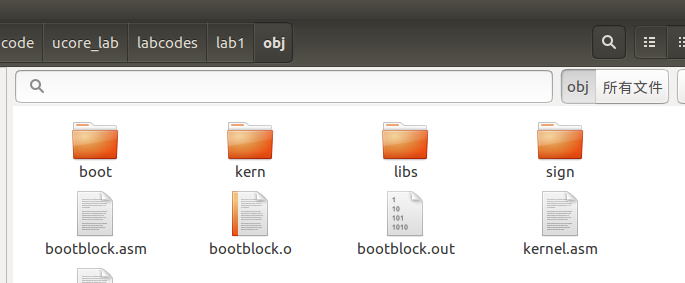 code ucore_lab labcodes lab1 obj
obj 所有文件
boot kern libs sign
bootblock.asm bootblock.o bootblock.out kernel.asm